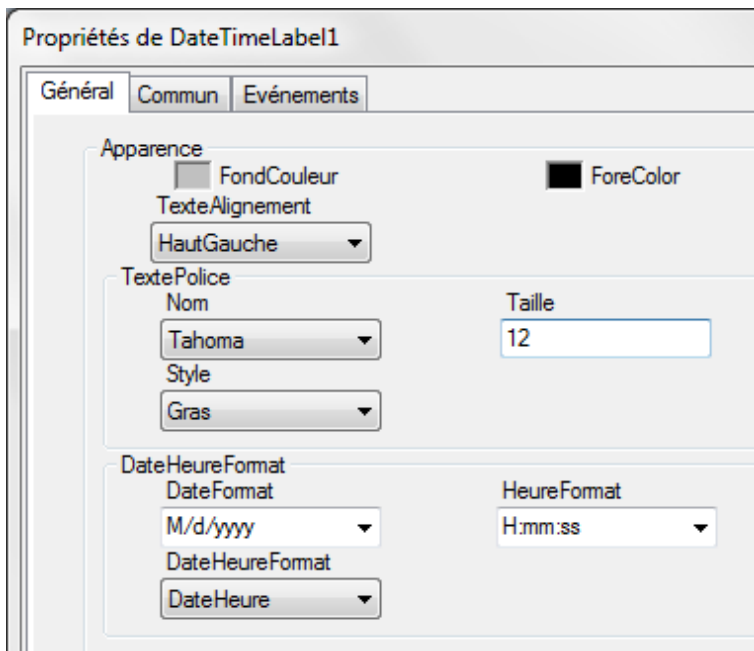 Propriétés de DateTimeLabel1
Général Commun Evénements
Apparence
FondCouleur ForeColor
TexteAlignement
HautGauche
TextePolice
Nom Taille
Tahoma 12
Style
Gras
DateHeureFormat
DateFormat HeureFormat
M/d/yyyy H:mm:ss
DateHeureFormat
DateHeure